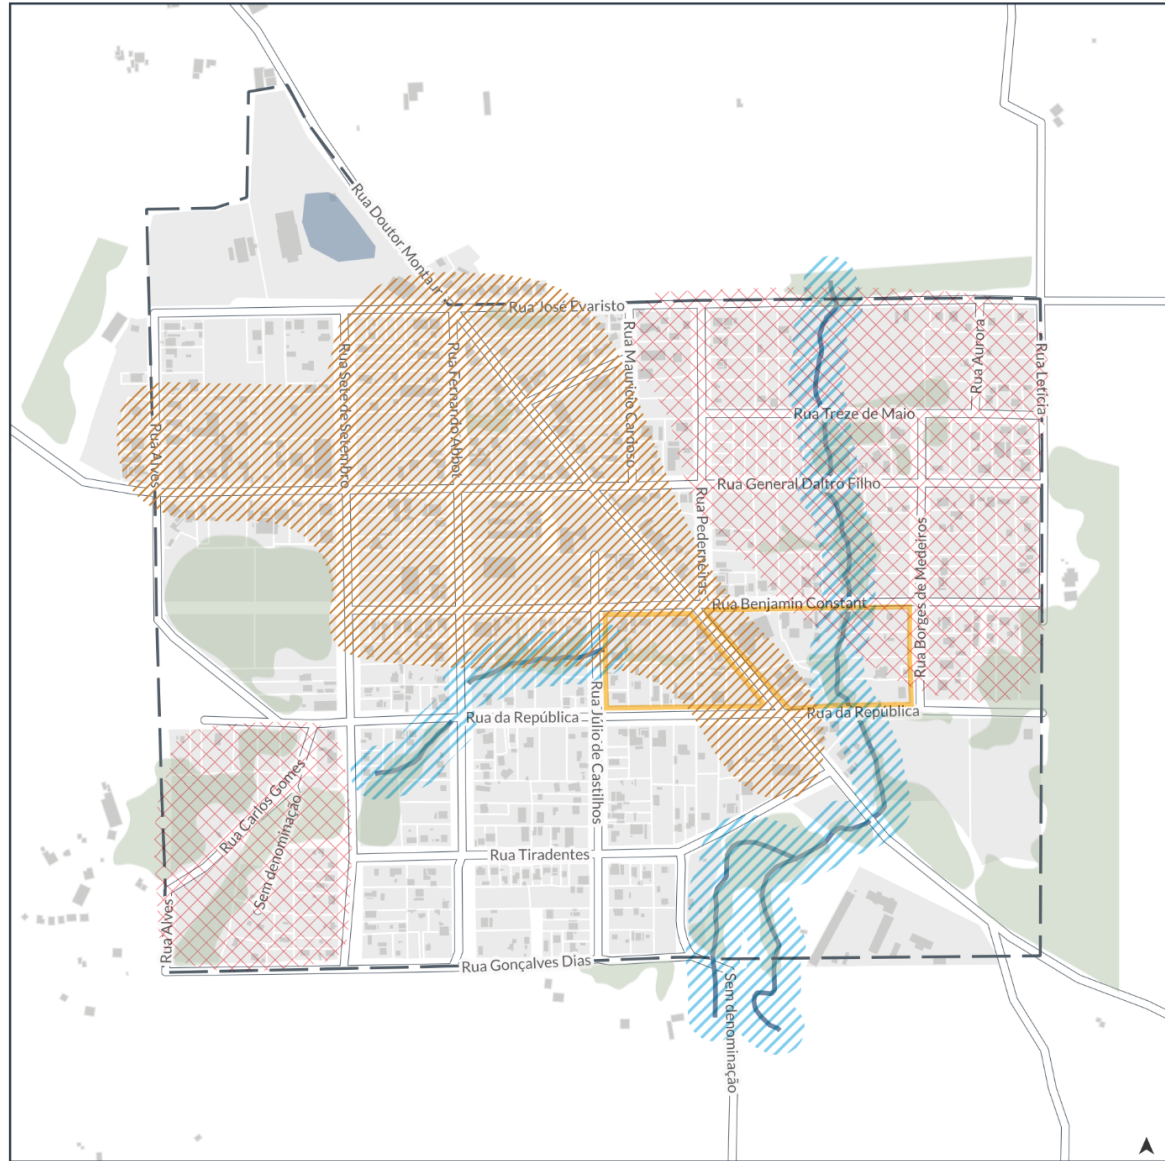 Rua Doutor Montaur
Rua José Evaristo
Rua Sete de Setembro
Rua Fernando Abbot
Rua Mauricio Cardoso
Rua Aurora
Rua Letícia
Rua Treze de Maio
Rua Alves
Rua General Daltro Filho
Rua Pederneiras
Rua Borges de Medeiros
Rua Benjamin Constant
Rua da República
Rua Júlio de Castilhos
Rua da República
Rua Carlos Gomes
Sem denominação
Rua Tiradentes
Rua Alves
Rua Gonçalves Dias
Sem denominação